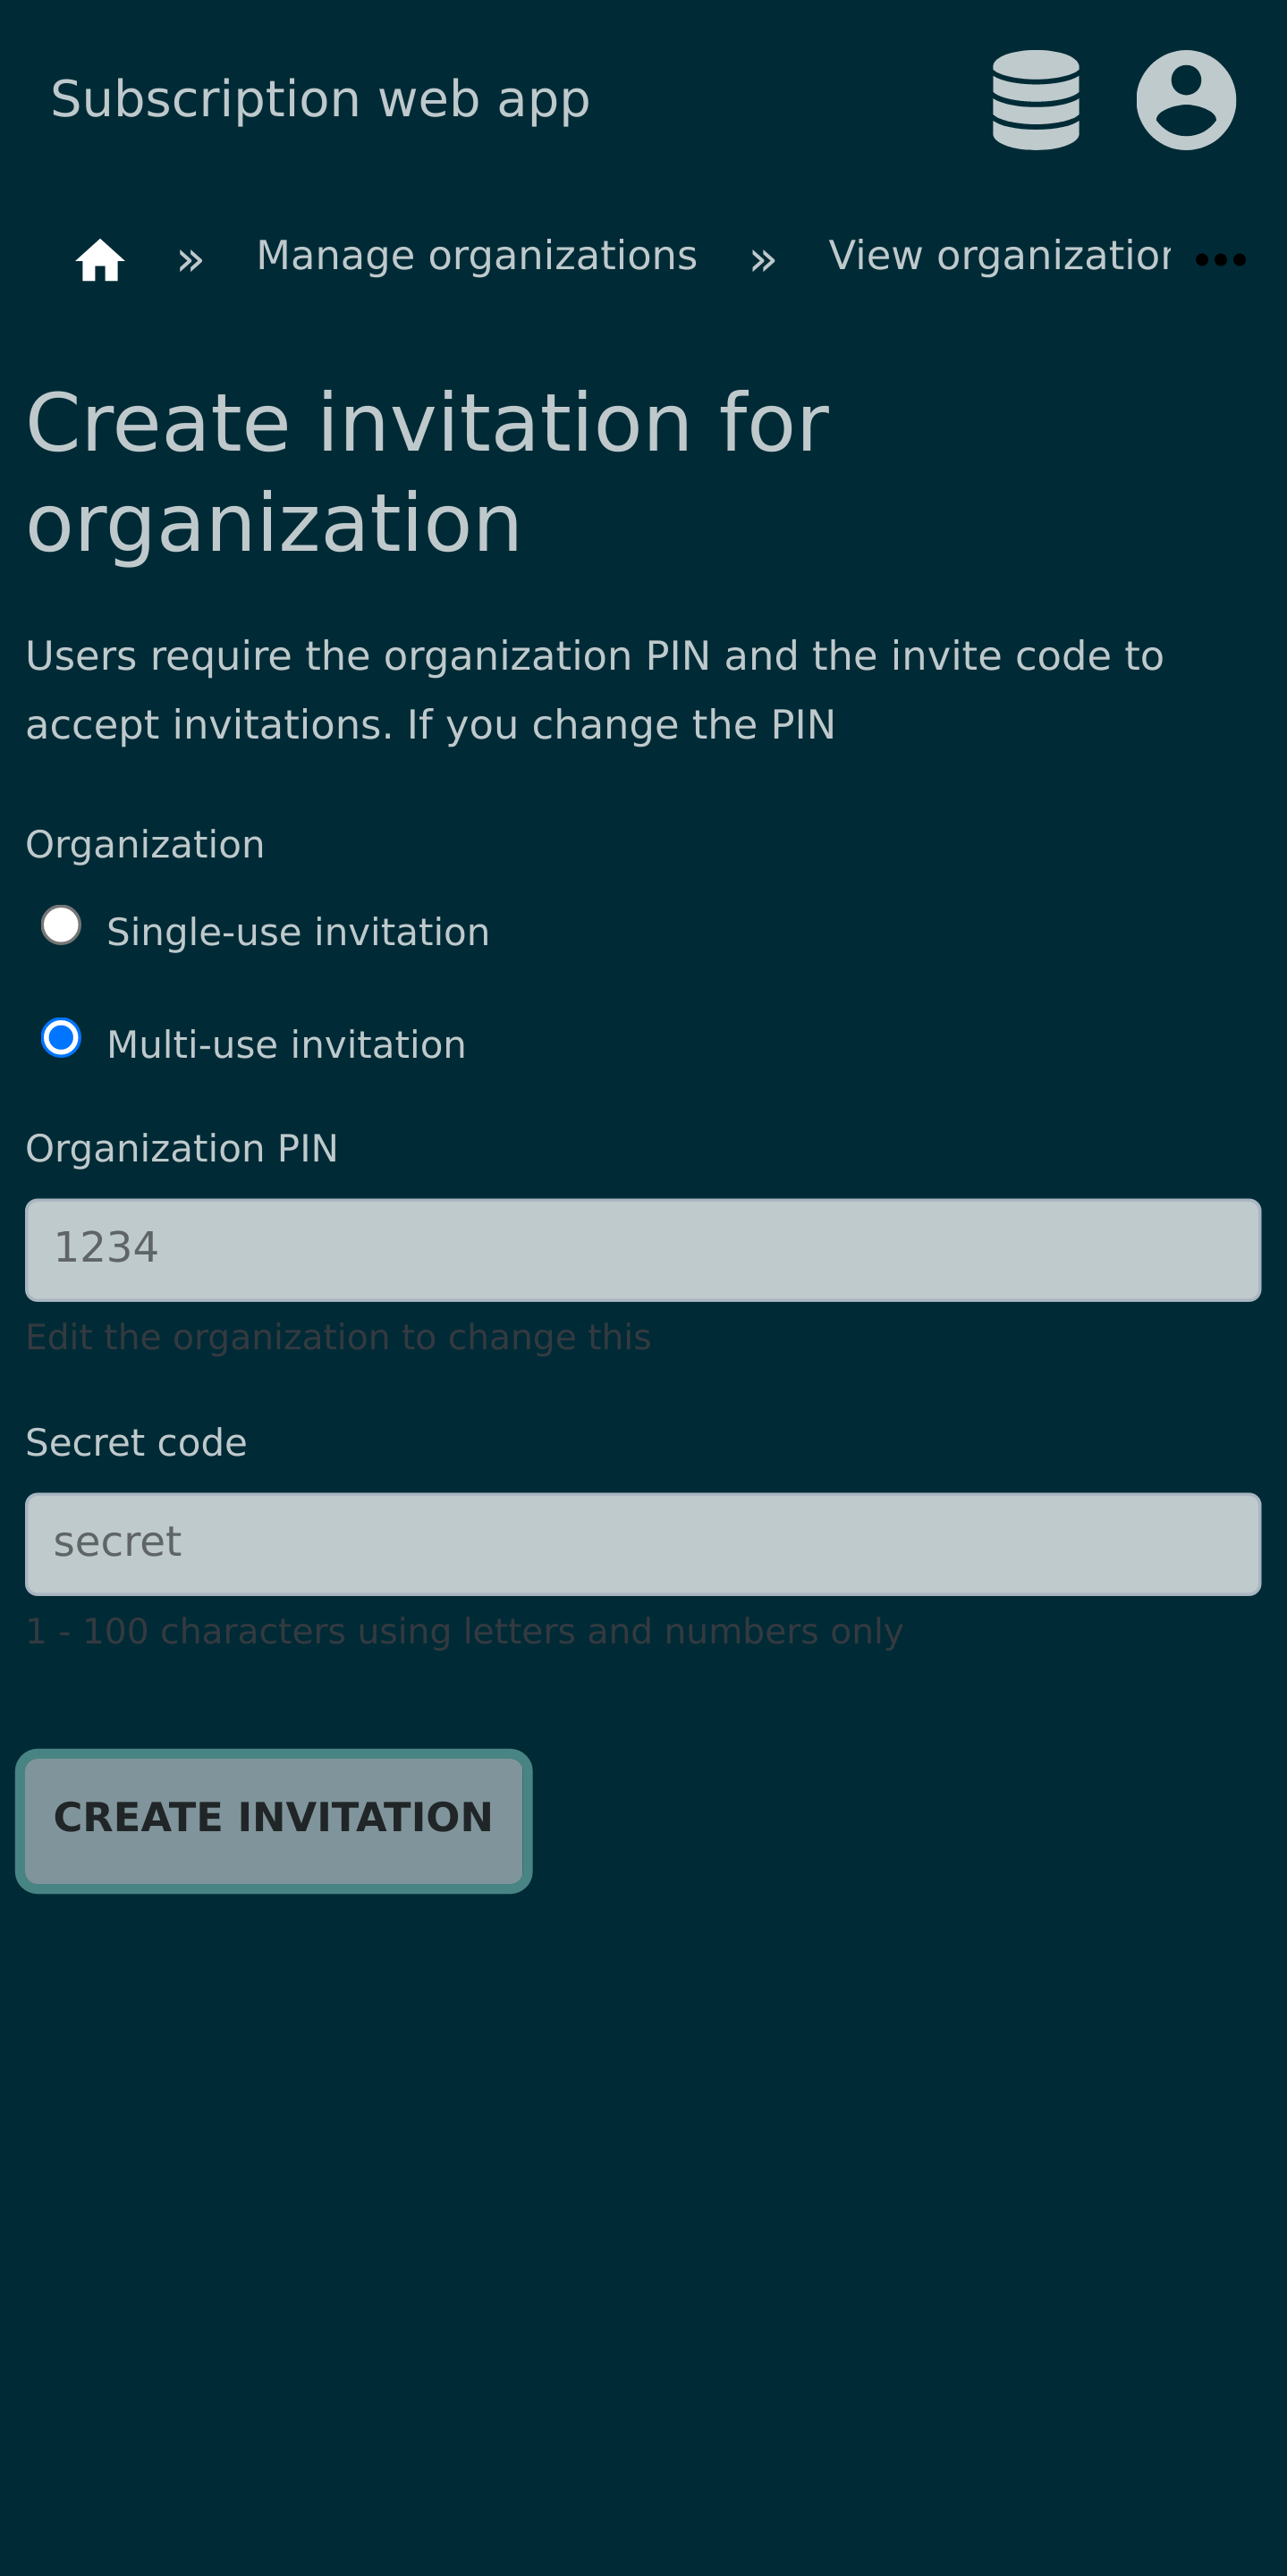 Subscription web app
» Manage organizations » View organization
Create invitation for
organization
Users require the organization PIN and the invite code to
accept invitations. If you change the PIN
Organization
Single-use invitation
Multi-use invitation
Organization PIN
1234
Edit the organization to change this
Secret code
secret
1 - 100 characters using letters and numbers only
CREATE INVITATION